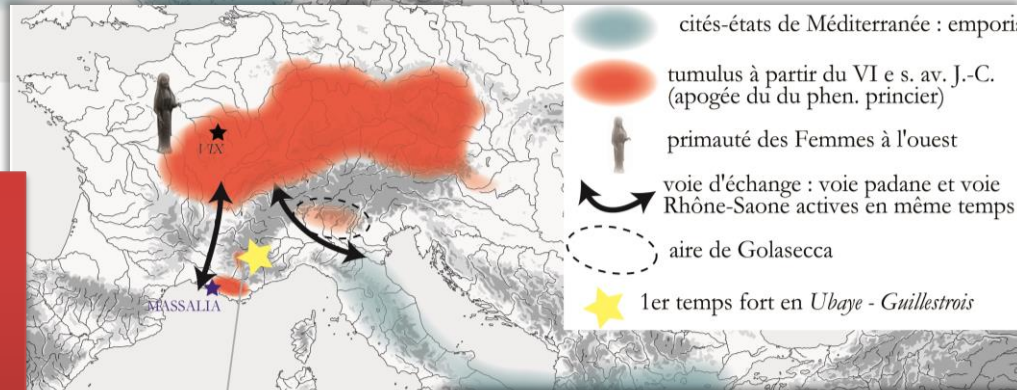 VIX
MASSALIA
cités-états de Méditerranée : empori
tumulus à partir du VI e s. av. J.-C.
(apogée du du phen. princier)
primauté des Femmes à l'ouest
voie d'échange : voie padane et voie
Rhône-Saone actives en même temps
aire de Golasecca
1er temps fort en Ubaye - Guillestrois